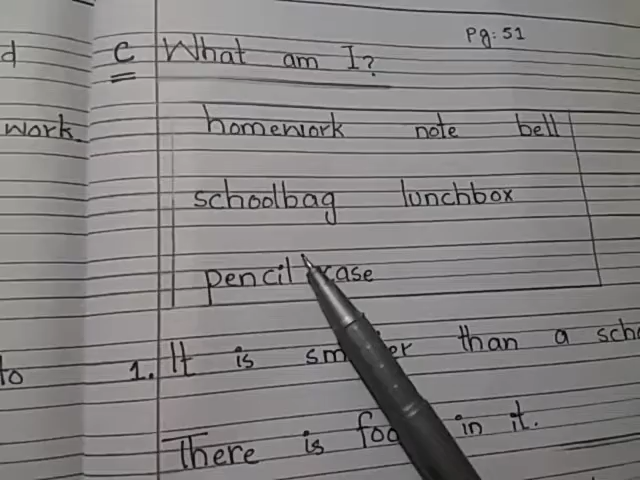 Pg: 51
d
C What am I?
work
homework note bell
schoolbag lunchbox
pencil case
to
1. It is than a
There is in it.